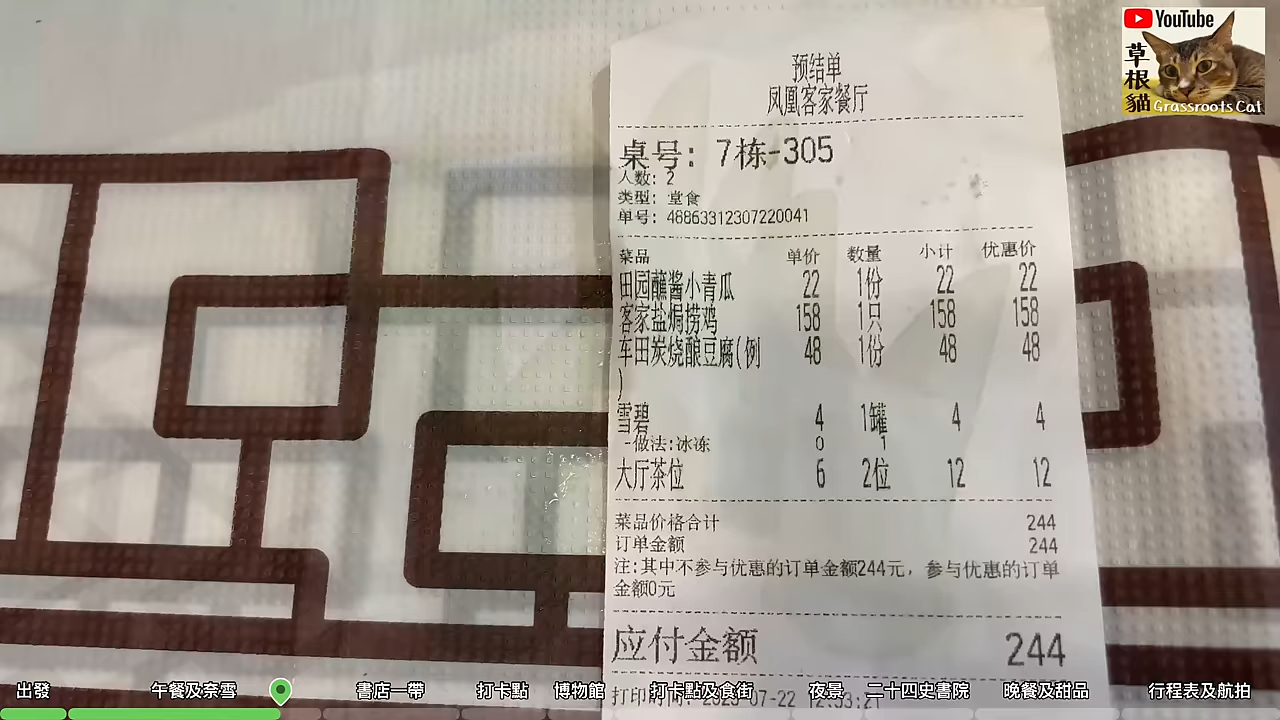 YouTube
草根貓
Grassroots Cat
预结单
凤凰客家餐厅
桌号: 7栋-305
人数: 2
类型: 堂食
单号: 48863312307220041
菜品 单价 数量 小计 优惠价
田园蘸酱小青瓜 22 1份 22 22
客家盐焗捞鸡 158 1只 158 158
车田炭烧酿豆腐(例 48 1份 48 48
)
雪碧 4 1罐 4 4
-做法:冰冻 0 1
大厅茶位 6 2位 12 12
菜品价格合计 244
订单金额 244
注:其中不参与优惠的订单金额244元，参与优惠的订单
金额0元
应付金额 244
打印时间:
出發 午餐及奈雪 書店一帶 打卡點 博物館 打卡點及食街 夜景 二十四史書院 晚餐及甜品 行程表及航拍